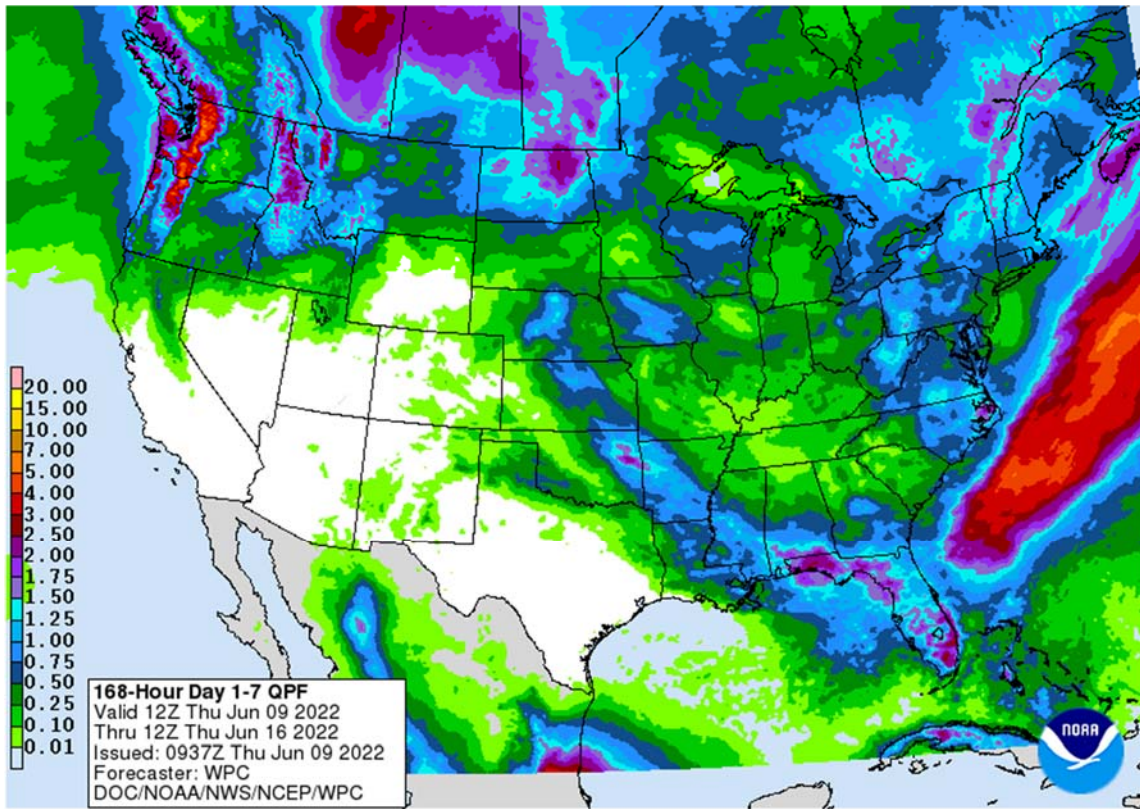 20.00
15.00
10.00
7.00
5.00
4.00
3.00
2.50
2.00
1.75
1.50
1.25
1.00
0.75
0.50
0.25
0.10
0.01
168-Hour Day 1-7 QPF
Valid 12Z Thu Jun 09 2022
Thru 12Z Thu Jun 16 2022
Issued: 0937Z Thu Jun 09 2022
Forecaster: WPC
DOC/NOAA/NWS/NCEP/WPC
NOAA